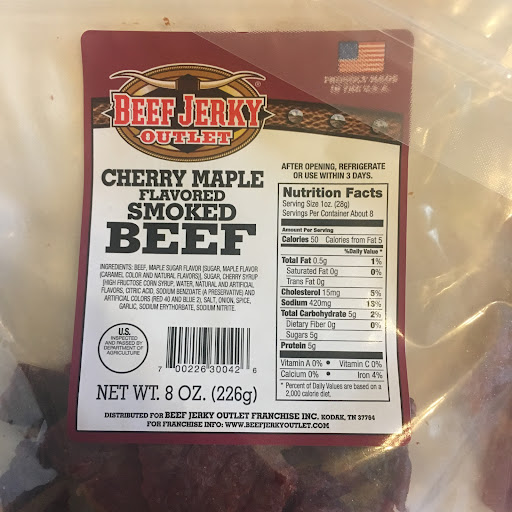 PROUDLY MADE
IN THE U.S.A.
BEEF JERKY
OUTLET
®
AFTER OPENING, REFRIGERATE
OR USE WITHIN 3 DAYS.
CHERRY MAPLE
FLAVORED
SMOKED
BEEF
INGREDIENTS: BEEF, MAPLE SUGAR FLAVOR [SUGAR, MAPLE FLAVOR
(CARAMEL COLOR AND NATURAL FLAVORS)], SUGAR, CHERRY SYRUP
(HIGH FRUCTOSE CORN SYRUP, WATER, NATURAL AND ARTIFICIAL
FLAVORS, CITRIC ACID, SODIUM BENZOATE (A PRESERVATIVE) AND
ARTIFICIAL COLORS (RED 40 AND BLUE 2), SALT, ONION, SPICE,
GARLIC, SODIUM ERYTHORBATE, SODIUM NITRITE.
U.S.
INSPECTED
AND PASSED BY
DEPARTMENT OF
AGRICULTURE
7 00226 30042 6
NET WT. 8 OZ. (226g)
Nutrition Facts
Serving Size 1oz. (28g)
Servings Per Container About 8
Amount Per Serving
Calories 50 Calories from Fat 5
%Daily Value *
Total Fat 0.5g 1%
Saturated Fat 0g 0%
Trans Fat 0g
Cholesterol 15mg 5%
Sodium 420mg 13%
Total Carbohydrate 5g 2%
Dietary Fiber 0g 0%
Sugars 5g
Protein 5g
Vitamin A 0% • Vitamin C 0%
Calcium 0% • Iron 4%
* Percent of Daily Values are based on a
2,000 calorie diet.
DISTRIBUTED FOR BEEF JERKY OUTLET FRANCHISE INC. KODAK, TN 37764
FOR FRANCHISE INFO: WWW.BEEFJERKYOUTLET.COM